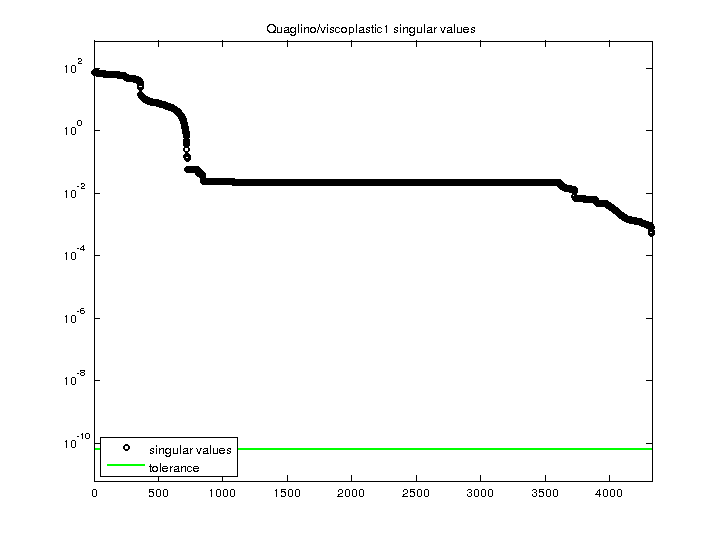 Quaglino/viscoplastic1 singular values
10^2
10^0
10^-2
10^-4
10^-6
10^-8
10^-10
singular values
tolerance
0 500 1000 1500 2000 2500 3000 3500 4000